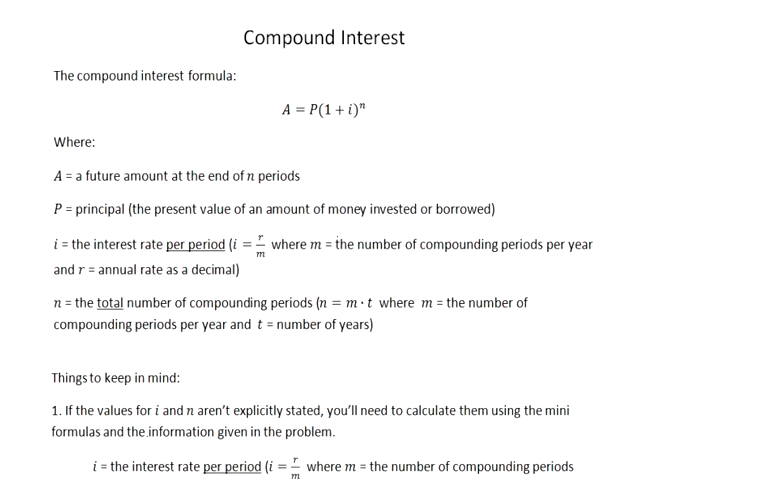 Compound Interest
The compound interest formula:
A = P(1 + i)ⁿ
Where:
A = a future amount at the end of n periods
P = principal (the present value of an amount of money invested or borrowed)
i = the interest rate per period (i = r/m where m = the number of compounding periods per year
and r = annual rate as a decimal)
n = the total number of compounding periods (n = m · t where m = the number of
compounding periods per year and t = number of years)
Things to keep in mind:
1. If the values for i and n aren’t explicitly stated, you’ll need to calculate them using the mini
formulas and the information given in the problem.
i = the interest rate per period (i = r/m where m = the number of compounding periods